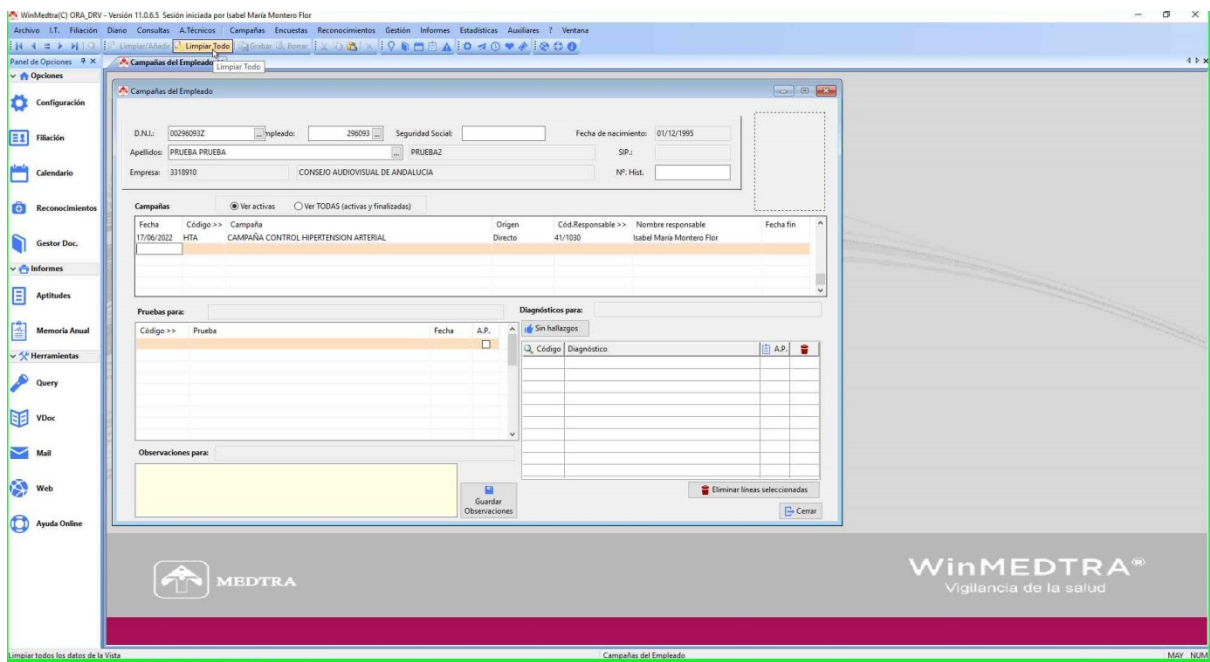 WinMedtra(C) ORA_DRV - Versión 11.0.6.5 Sesión iniciada por Isabel María Montero Flor
Archivo I.T. Filiación Diario Consultas A.Técnicos Campañas Encuestas Reconocimientos Gestión Informes Estadísticas Auxiliares ? Ventana
Limpiar/Añadir Limpiar Todo Grabar Borrar
Panel de Opciones Campañas del Empleado
Limpiar Todo
Opciones
Configuración
Filiación
Calendario
Reconocimientos
Gestor Doc.
Informes
Aptitudes
Memoria Anual
Herramientas
Query
VDoc
Mail
Web
Ayuda Online
Campañas del Empleado
D.N.I.: 00296093Z ... mpleado: 296093 ... Seguridad Social: Fecha de nacimiento: 01/12/1995
Apellidos: PRUEBA PRUEBA ... PRUEBA2 SIP.:
Empresa: 3318910 CONSEJO AUDIOVISUAL DE ANDALUCIA Nº. Hist.
Campañas Ver activas Ver TODAS (activas y finalizadas)
Fecha Código >> Campaña Origen Cód.Responsable >> Nombre responsable Fecha fin
17/06/2022 HTA CAMPAÑA CONTROL HIPERTENSION ARTERIAL Directo 41/1030 Isabel María Montero Flor
Pruebas para: Diagnósticos para:
Código >> Prueba Fecha A.P. Sin hallazgos
Código Diagnóstico A.P.
Observaciones para:
Guardar
Observaciones
Eliminar líneas seleccionadas
Cerrar
MEDTRA
WinMEDTRA®
Vigilancia de la salud
Limpiar todos los datos de la Vista Campañas del Empleado MAY NUM